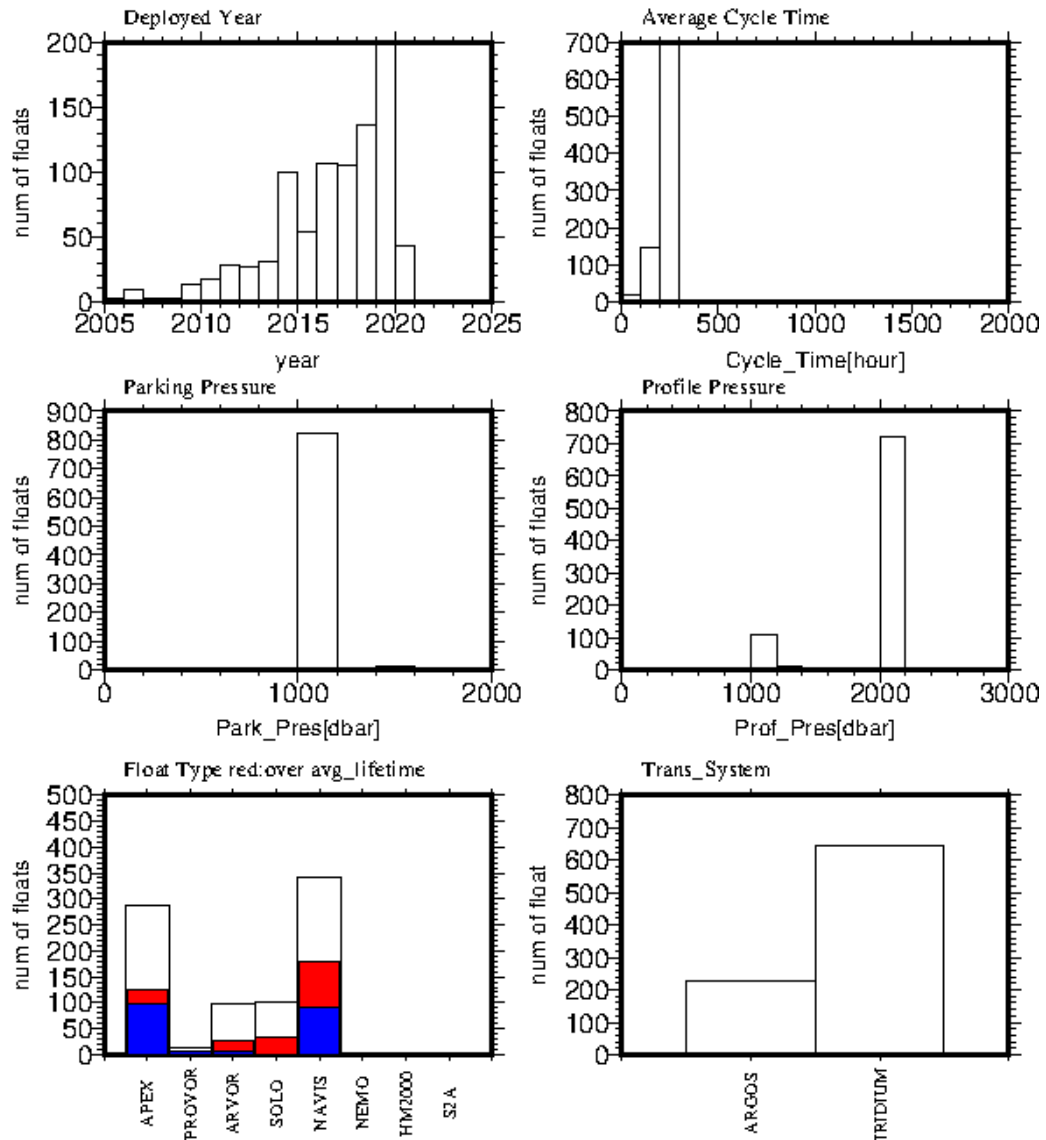 Deployed Year
200
150
100
50
0
num of floats
2005 2010 2015 2020 2025
year
Average Cycle Time
700
600
500
400
300
200
100
0
num of floats
0 500 1000 1500 2000
Cycle_Time[hour]
Parking Pressure
900
800
700
600
500
400
300
200
100
0
num of floats
0 1000 2000
Park_Pres[dbar]
Profile Pressure
800
700
600
500
400
300
200
100
0
num of floats
0 1000 2000 3000
Prof_Pres[dbar]
Float Type red:over avg_lifetime
500
450
400
350
300
250
200
150
100
50
0
num of floats
APEX
PROVOR
ARVOR
SOLO
NAVIS
NEMO
HM2000
S2A
Trans_System
800
700
600
500
400
300
200
100
0
num of float
ARGOS
IRIDIUM